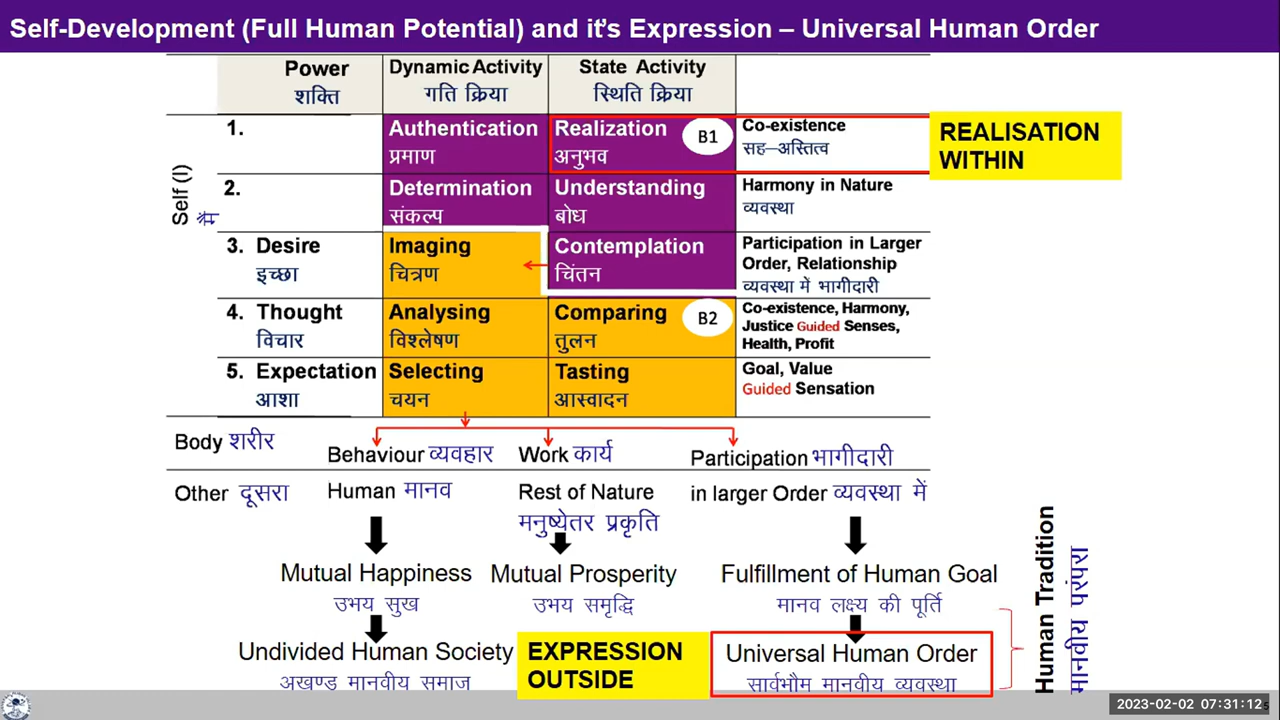 Self-Development (Full Human Potential) and it's Expression – Universal Human Order
Power
शक्ति
Dynamic Activity
गति क्रिया
State Activity
स्थिति क्रिया
Self (I)
मैं
1.
Authentication
प्रमाण
Realization
अनुभव
B1
Co-existence
सह–अस्तित्व
REALISATION
WITHIN
2.
Determination
संकल्प
Understanding
बोध
Harmony in Nature
व्यवस्था
3. Desire
इच्छा
Imaging
चित्रण
Contemplation
चिंतन
Participation in Larger
Order, Relationship
व्यवस्था में भागीदारी
4. Thought
विचार
Analysing
विश्लेषण
Comparing
तुलन
B2
Co-existence, Harmony,
Justice Guided Senses,
Health, Profit
5. Expectation
आशा
Selecting
चयन
Tasting
आस्वादन
Goal, Value
Guided Sensation
Body शरीर
Behaviour व्यवहार
Work कार्य
Participation भागीदारी
Other दूसरा
Human मानव
Rest of Nature
मनुष्येतर प्रकृति
in larger Order व्यवस्था में
Mutual Happiness
उभय सुख
Mutual Prosperity
उभय समृद्धि
Fulfillment of Human Goal
मानव लक्ष्य की पूर्ति
Undivided Human Society
अखण्ड मानवीय समाज
EXPRESSION
OUTSIDE
Universal Human Order
सार्वभौम मानवीय व्यवस्था
Human Tradition
मानवीय परंपरा
2023-02-02 07:31:12